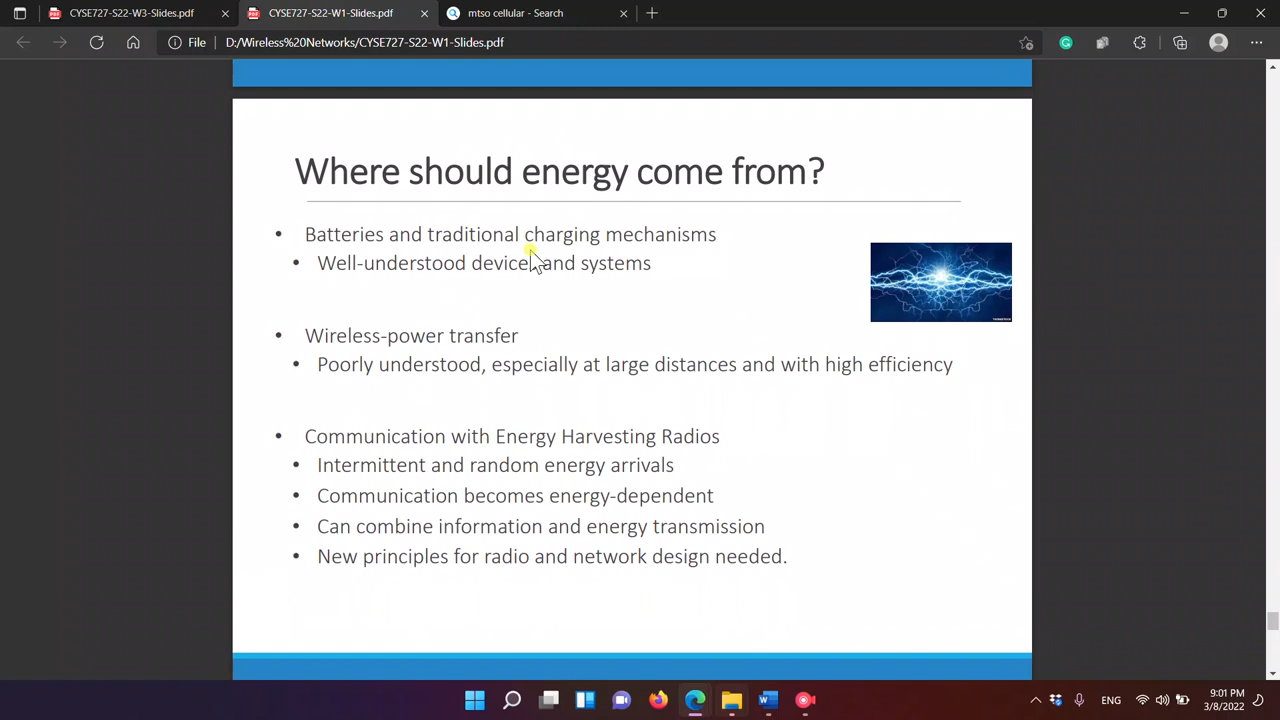 CYSE727-S22-W3-Slides.pdf
CYSE727-S22-W1-Slides.pdf
mtso cellular - Search
File
D:/Wireless%20Networks/CYSE727-S22-W1-Slides.pdf
Where should energy come from?
• Batteries and traditional charging mechanisms
• Well-understood devices and systems
• Wireless-power transfer
• Poorly understood, especially at large distances and with high efficiency
• Communication with Energy Harvesting Radios
• Intermittent and random energy arrivals
• Communication becomes energy-dependent
• Can combine information and energy transmission
• New principles for radio and network design needed.
ENG
9:01 PM
3/8/2022